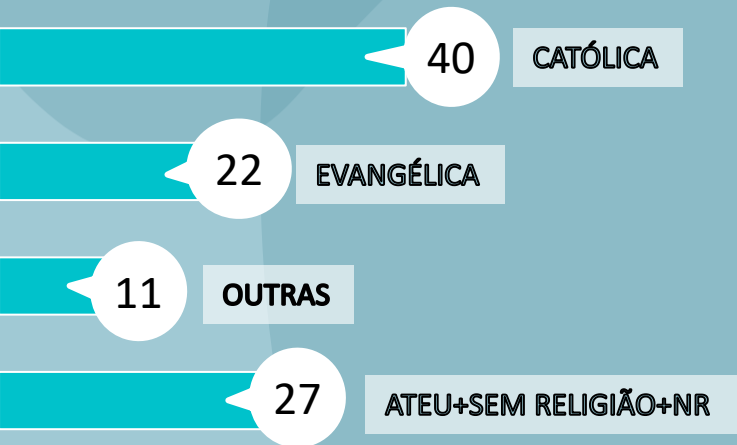 40 CATÓLICA
22 EVANGÉLICA
11 OUTRAS
27 ATEU+SEM RELIGIÃO+NR